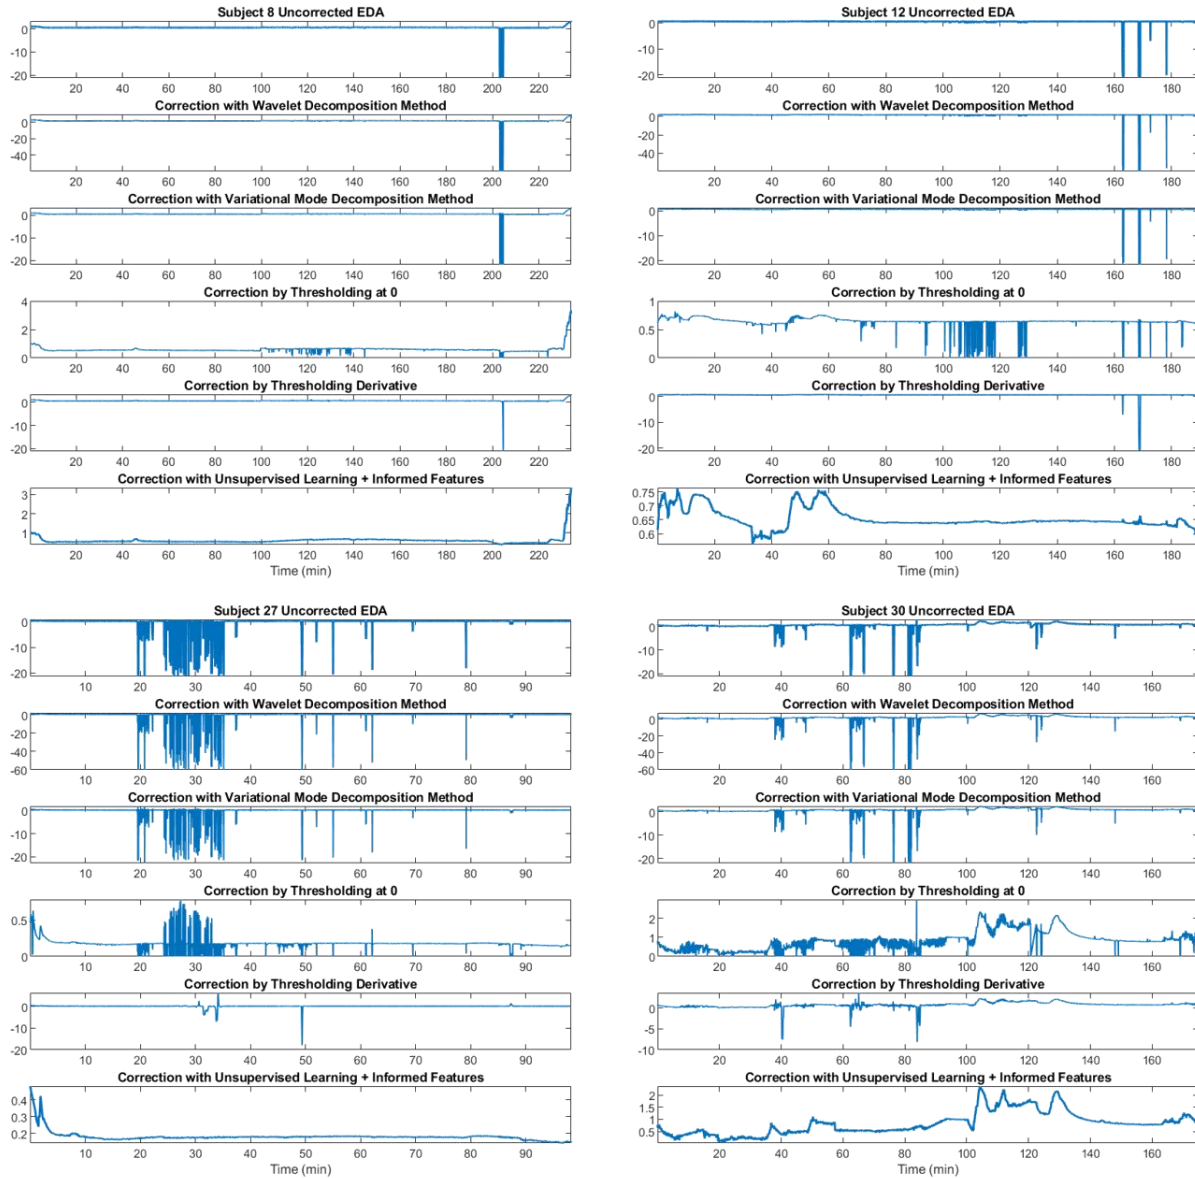 Subject 8 Uncorrected EDA
0
-10
-20
20 40 60 80 100 120 140 160 180 200 220
Correction with Wavelet Decomposition Method
0
-20
-40
20 40 60 80 100 120 140 160 180 200 220
Correction with Variational Mode Decomposition Method
0
-10
-20
20 40 60 80 100 120 140 160 180 200 220
Correction by Thresholding at 0
4
2
0
20 40 60 80 100 120 140 160 180 200 220
Correction by Thresholding Derivative
0
-10
-20
20 40 60 80 100 120 140 160 180 200 220
Correction with Unsupervised Learning + Informed Features
3
2
1
20 40 60 80 100 120 140 160 180 200 220
Time (min)
Subject 12 Uncorrected EDA
0
-10
-20
20 40 60 80 100 120 140 160 180
Correction with Wavelet Decomposition Method
0
-20
-40
20 40 60 80 100 120 140 160 180
Correction with Variational Mode Decomposition Method
0
-10
-20
20 40 60 80 100 120 140 160 180
Correction by Thresholding at 0
1
0.5
0
20 40 60 80 100 120 140 160 180
Correction by Thresholding Derivative
0
-10
-20
20 40 60 80 100 120 140 160 180
Correction with Unsupervised Learning + Informed Features
0.75
0.7
0.65
0.6
20 40 60 80 100 120 140 160 180
Time (min)
Subject 27 Uncorrected EDA
0
-10
-20
10 20 30 40 50 60 70 80 90
Correction with Wavelet Decomposition Method
0
-20
-40
-60
10 20 30 40 50 60 70 80 90
Correction with Variational Mode Decomposition Method
0
-10
-20
10 20 30 40 50 60 70 80 90
Correction by Thresholding at 0
0.5
0
10 20 30 40 50 60 70 80 90
Correction by Thresholding Derivative
0
-10
-20
10 20 30 40 50 60 70 80 90
Correction with Unsupervised Learning + Informed Features
0.4
0.3
0.2
10 20 30 40 50 60 70 80 90
Time (min)
Subject 30 Uncorrected EDA
0
-10
-20
20 40 60 80 100 120 140 160
Correction with Wavelet Decomposition Method
0
-20
-40
-60
20 40 60 80 100 120 140 160
Correction with Variational Mode Decomposition Method
0
-10
-20
20 40 60 80 100 120 140 160
Correction by Thresholding at 0
2
1
0
20 40 60 80 100 120 140 160
Correction by Thresholding Derivative
0
-5
-10
20 40 60 80 100 120 140 160
Correction with Unsupervised Learning + Informed Features
2
1.5
1
0.5
20 40 60 80 100 120 140 160
Time (min)